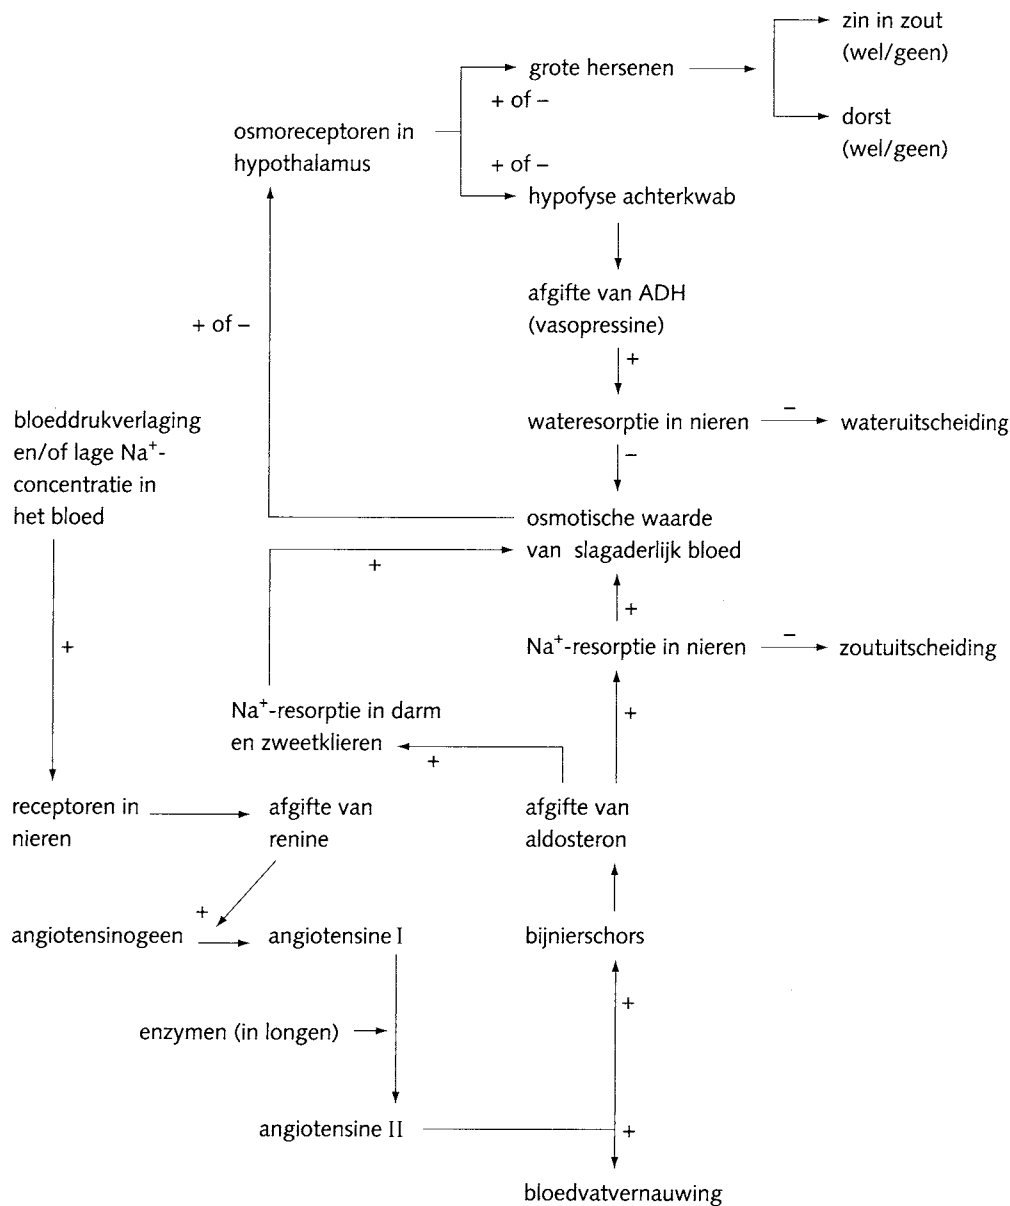 zin in zout
(wel/geen)
grote hersenen
+ of –
dorst
(wel/geen)
osmoreceptoren in
hypothalamus
+ of –
hypofyse achterkwab
afgifte van ADH
(vasopressine)
+ of –
+
bloeddrukverlaging
en/of lage Na⁺-
concentratie in
het bloed
wateresorptie in nieren
–
wateruitscheiding
–
osmotische waarde
van slagaderlijk bloed
+
+
Na⁺-resorptie in nieren
–
zoutuitscheiding
+
Na⁺-resorptie in darm
en zweetklieren
+
+
receptoren in
nieren
afgifte van
renine
afgifte van
aldosteron
+
angiotensinogeen
angiotensine I
bijnierschors
+
enzymen (in longen)
angiotensine II
+
bloedvatvernauwing